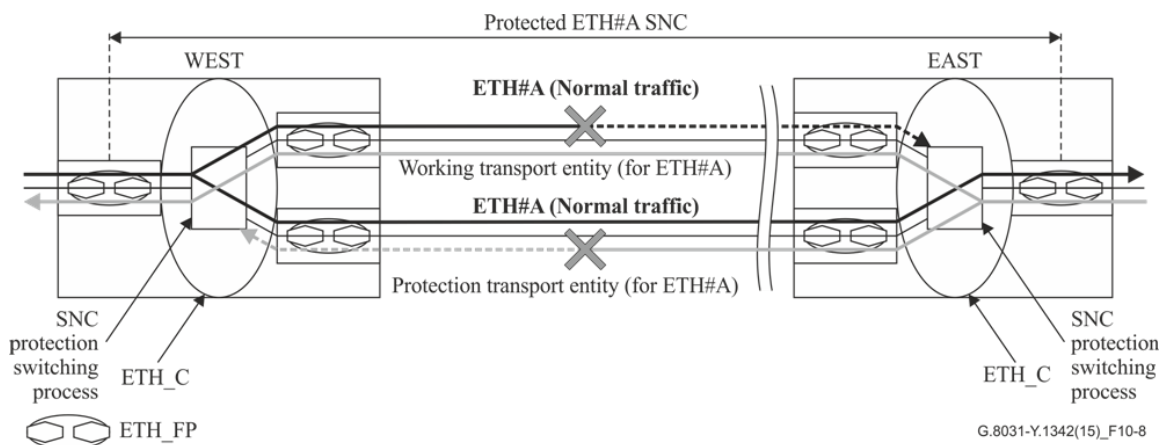 Protected ETH#A SNC
WEST
EAST
ETH#A (Normal traffic)
Working transport entity (for ETH#A)
ETH#A (Normal traffic)
Protection transport entity (for ETH#A)
SNC
protection
switching
process
ETH_C
ETH_C
SNC
protection
switching
process
ETH_FP
G.8031-Y.1342(15)_F10-8